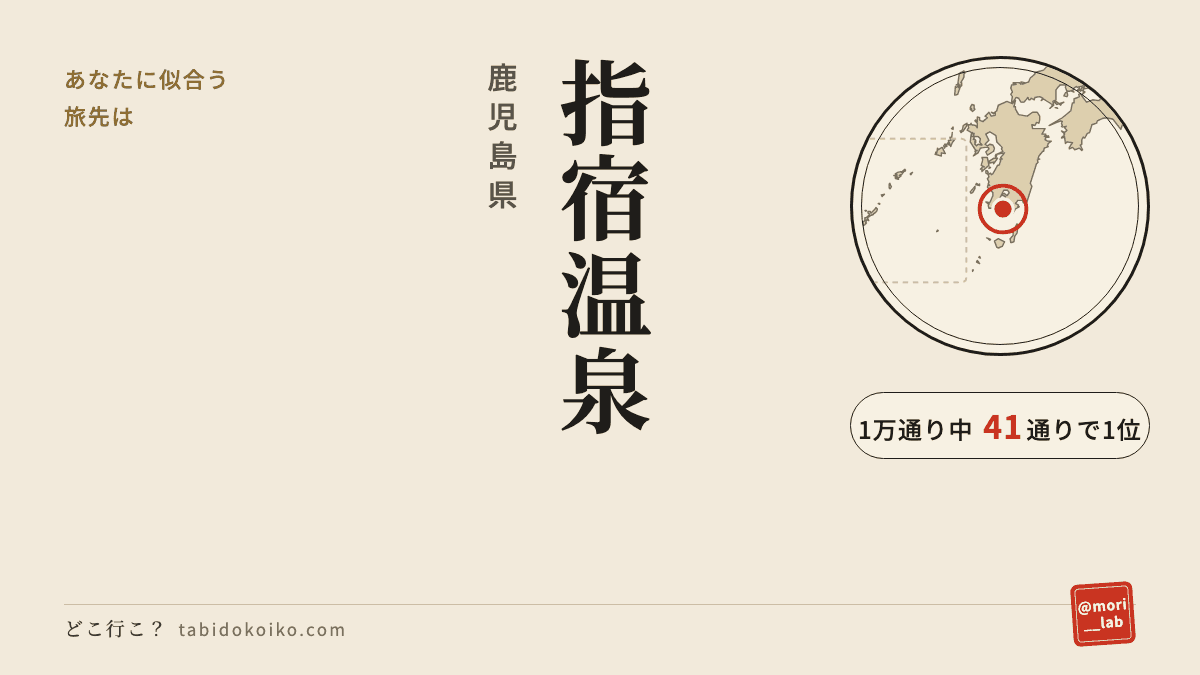 あなたに似合う
旅先は
指宿温泉
鹿児島県
1万通り中 41通りで1位
どこ行こ？ tabidokoiko.com
@mori
__lab